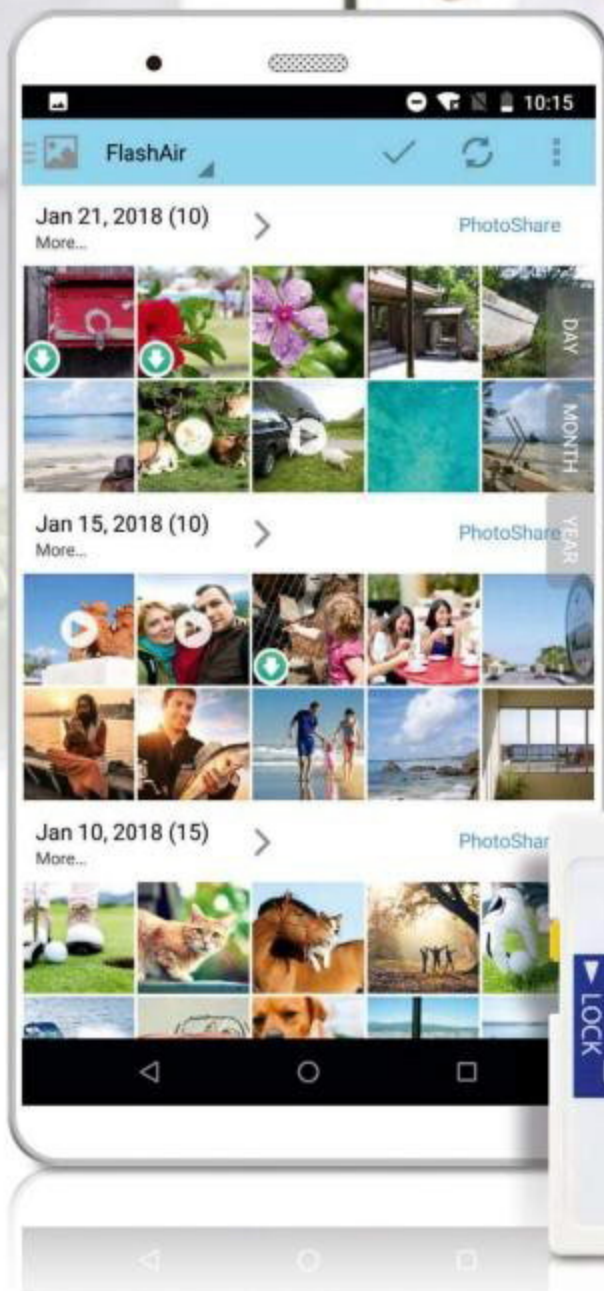 10:15
FlashAir
Jan 21, 2018 (10)
More...
PhotoShare
DAY
MONTH
Jan 15, 2018 (10)
More...
PhotoShare
YEAR
Jan 10, 2018 (15)
More...
PhotoShar
LOCK